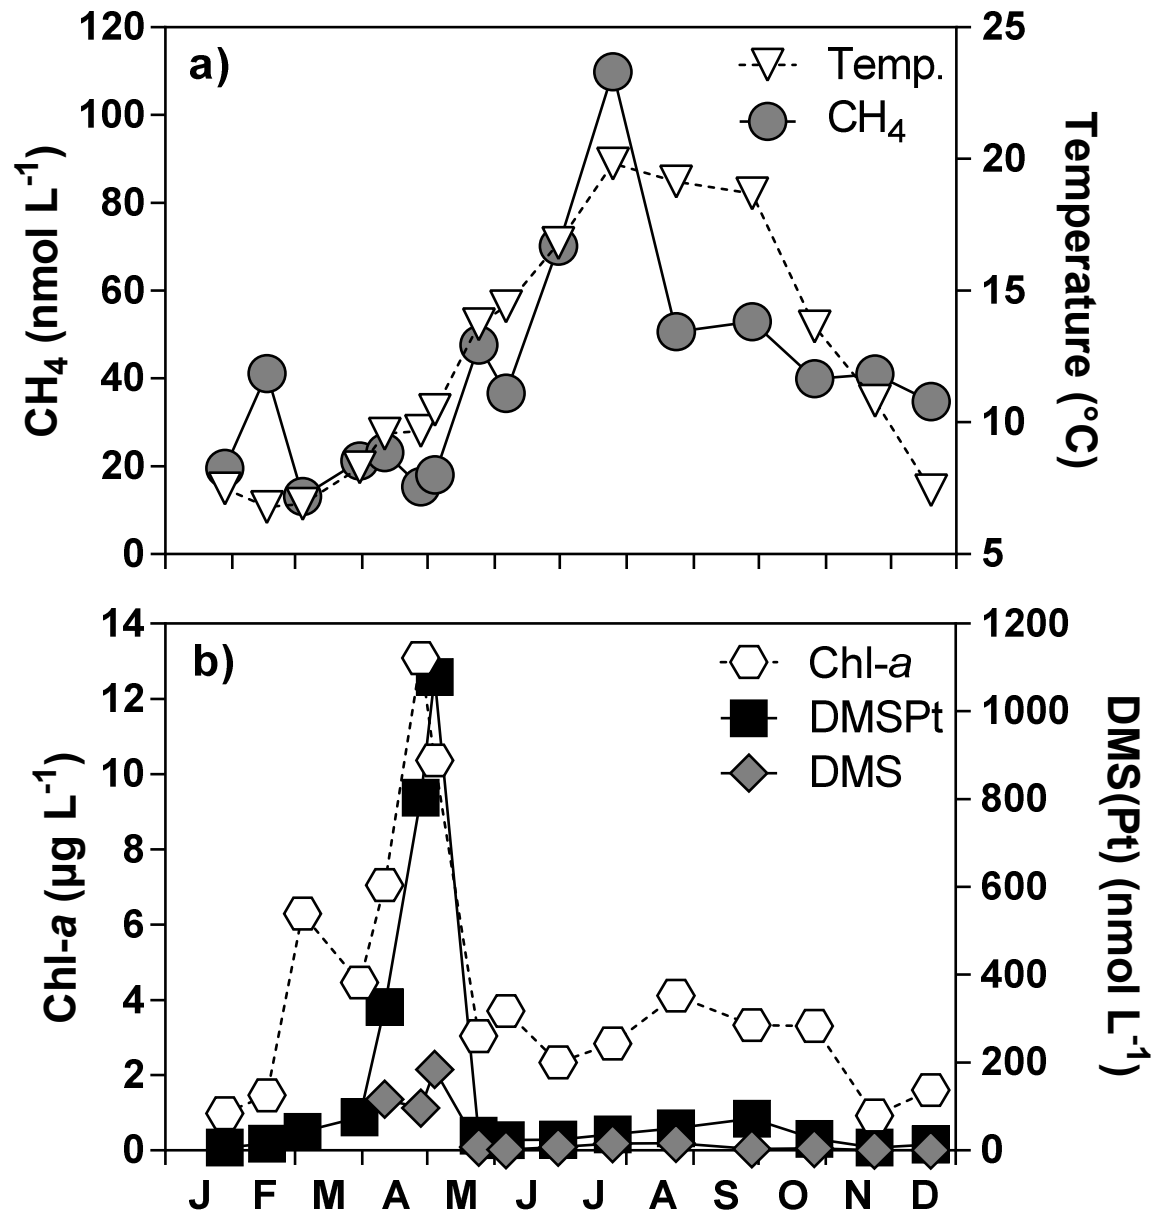 a)
Temp.
CH₄
CH₄ (nmol L⁻¹)
120
100
80
60
40
20
0
Temperature (°C)
25
20
15
10
5
b)
Chl-a
DMSPt
DMS
Chl-a (µg L⁻¹)
14
12
10
8
6
4
2
0
DMS(Pt) (nmol L⁻¹)
1200
1000
800
600
400
200
0
J F M A M J J A S O N D